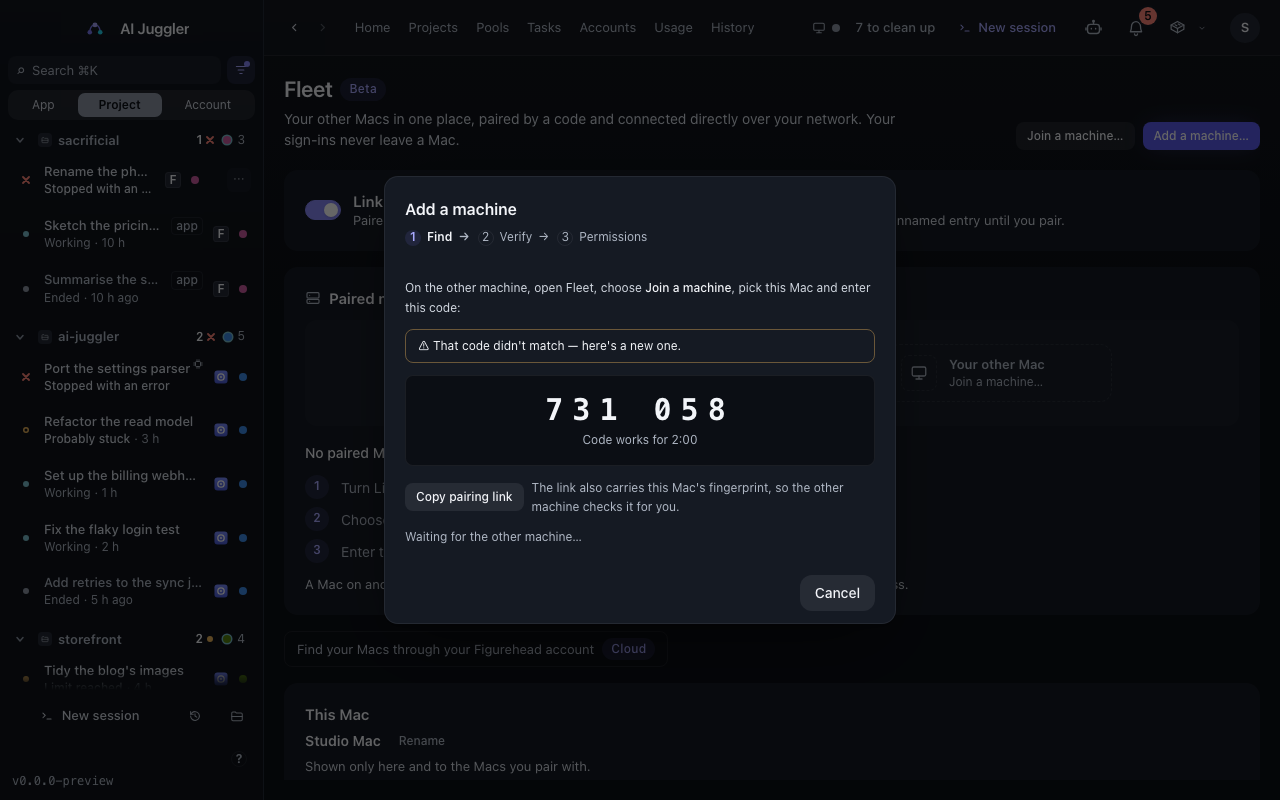 AI Juggler
Search ⌘K
App
Project
Account
sacrificial
1
3
Rename the ph...
Stopped with an ...
F
Sketch the pricin...
app
Working · 10 h
F
Summarise the s...
app
Ended · 10 h ago
F
ai-juggler
2
5
Port the settings parser
Stopped with an error
Refactor the read model
Probably stuck · 3 h
Set up the billing webh...
Working · 1 h
Fix the flaky login test
Working · 2 h
Add retries to the sync j...
Ended · 5 h ago
storefront
2
4
Tidy the blog's images
New session
?
v0.0.0-preview
Home
Projects
Pools
Tasks
Accounts
Usage
History
7 to clean up
New session
5
S
Fleet
Beta
Your other Macs in one place, paired by a code and connected directly over your network. Your
sign-ins never leave a Mac.
Join a machine...
Add a machine...
Link
nnamed entry until you pair.
Add a machine
1 Find → 2 Verify → 3 Permissions
On the other machine, open Fleet, choose Join a machine, pick this Mac and enter
this code:
⚠ That code didn't match — here's a new one.
731 058
Code works for 2:00
Copy pairing link
The link also carries this Mac's fingerprint, so the other
machine checks it for you.
Waiting for the other machine...
Cancel
Your other Mac
Join a machine...
1
2
3
A Mac on
Find your Macs through your Figurehead account
Cloud
This Mac
Studio Mac
Rename
Shown only here and to the Macs you pair with.